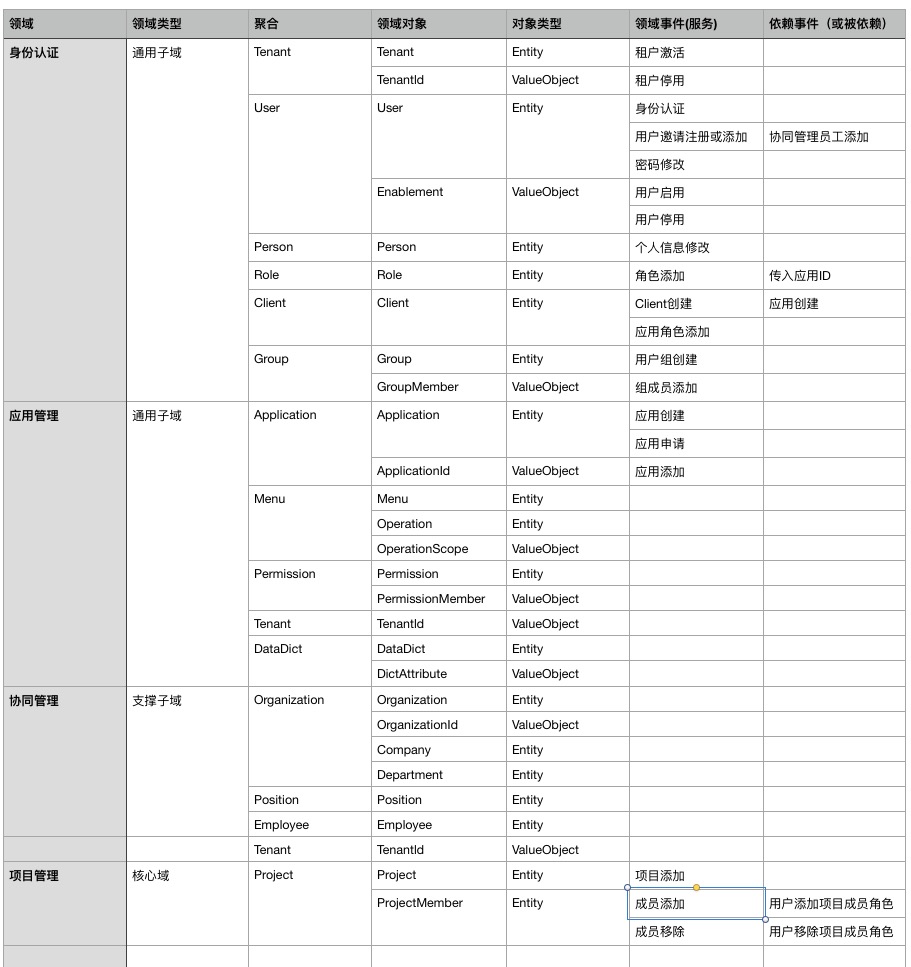 领域 领域类型 聚合 领域对象 对象类型 领域事件(服务) 依赖事件（或被依赖）
身份认证 通用子域 Tenant Tenant Entity 租户激活
TenantId ValueObject 租户停用
User User Entity 身份认证
用户邀请注册或添加 协同管理员工添加
密码修改
Enablement ValueObject 用户启用
用户停用
Person Person Entity 个人信息修改
Role Role Entity 角色添加 传入应用ID
Client Client Entity Client创建 应用创建
应用角色添加
Group Group Entity 用户组创建
GroupMember ValueObject 组成员添加
应用管理 通用子域 Application Application Entity 应用创建
应用申请
ApplicationId ValueObject 应用添加
Menu Menu Entity
Operation Entity
OperationScope ValueObject
Permission Permission Entity
PermissionMember ValueObject
Tenant TenantId ValueObject
DataDict DataDict Entity
DictAttribute ValueObject
协同管理 支撑子域 Organization Organization Entity
OrganizationId ValueObject
Company Entity
Department Entity
Position Position Entity
Employee Employee Entity
Tenant TenantId ValueObject
项目管理 核心域 Project Project Entity 项目添加
ProjectMember Entity 成员添加 用户添加项目成员角色
成员移除 用户移除项目成员角色